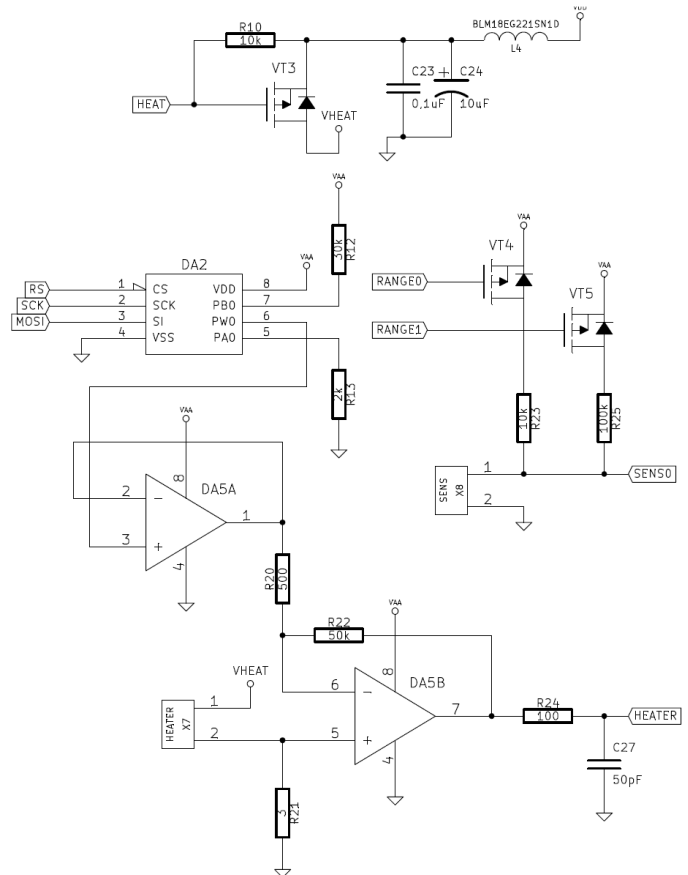 BLM18EG221SN1D
VDD
L4
R10
10k
VT3
HEAT
VHEAT
C23
0,1uF
C24
+
10uF
VAA
30k
R12
DA2
VAA
RS
SCK
MOSI
1
2
3
4
CS
SCK
SI
VSS
VDD
PB0
PW0
PA0
8
7
6
5
2k
R13
VAA
VT4
RANGE0
VAA
VT5
RANGE1
10k
R23
100k
R25
SENS
X8
1
2
SENS0
VAA
DA5A
8
2
-
3
+
1
4
R20
500
R22
50k
VAA
DA5B
8
6
-
5
+
7
4
VHEAT
HEATER
X7
1
2
3
R21
R24
100
HEATER
C27
50pF